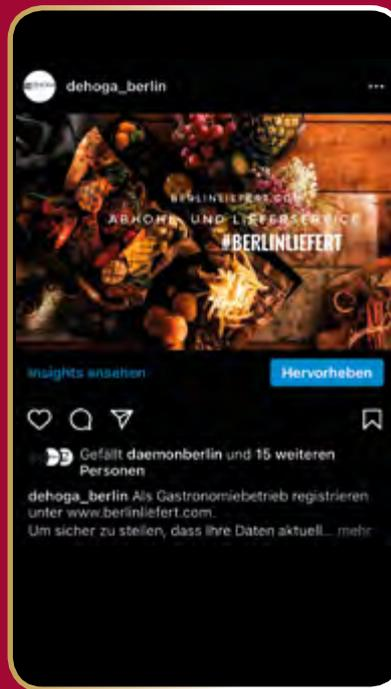 dehoga_berlin
BERLINLIEFERT.COM
ABHOHL- UND LIEFERSERVICE
#BERLINLIEFERT
Insights ansehen
Hervorheben
Gefällt daemonberlin und 15 weiteren
Personen
dehoga_berlin Als Gastronomiebetrieb registrieren
unter www.berlinliefert.com.
Um sicher zu stellen, dass Ihre Daten aktuell... mehr